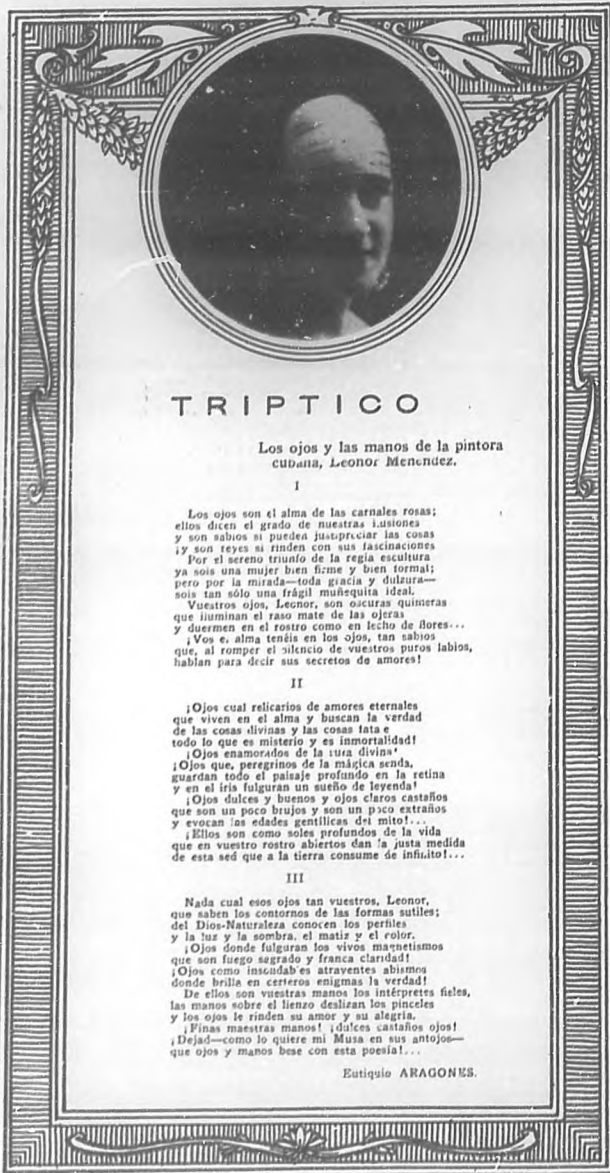 TRIPTICO
Los ojos y las manos de la pintora
cubana, Leonor Menendez.
I
Los ojos son el alma de las carnales rosas;
ellos dicen el grado de nuestras ilusiones
y son sabios si pueden justipreciar las cosas
¡y son reyes si rinden con sus fascinaciones
Por el sereno triunfo de la regia escultura
ya sois una mujer bien firme y bien formal;
pero por la mirada—toda gracia y dulzura—
sois tan sólo una frágil muñequita ideal.
Vuestros ojos, Leonor, son oscuras quimeras
que iluminan el raso mate de las ojeras
y duermen en el rostro como en lecho de flores...
¡Vos e. alma tenéis en los ojos, tan sabios
que, al romper el silencio de vuestros puros labios,
hablan para decir sus secretos de amores!
II
¡Ojos cual relicarios de amores eternales
que viven en el alma y buscan la verdad
de las cosas divinas y las cosas fata e
todo lo que es misterio y es inmortalidad!
¡Ojos enamorados de la divina!
¡Ojos que, peregrinos de la mágica senda,
guardan todo el paisaje profundo en la retina
y en el iris fulguran un sueño de leyenda!
¡Ojos dulces y buenos y ojos claros castaños
que son un poco brujos y son un poco extraños
y evocan las edades gentílicas del mito!...
¡Ellos son como soles profundos de la vida
que en vuestro rostro abiertos dan la justa medida
de esta sed que a la tierra consume de infinito!...
III
Nada cual esos ojos tan vuestros, Leonor,
que saben los contornos de las formas sutiles;
del Dios-Naturaleza conocen los perfiles
y la luz y la sombra, el matiz y el color.
¡Ojos donde fulguran los vivos magnetismos
que son fuego sagrado y franca claridad!
¡Ojos como insondab'es atrayentes abismos
donde brilla en certeros enigmas la verdad!
De ellos son vuestras manos los intérpretes fieles,
las manos sobre el lienzo deslizan los pinceles
y los ojos le rinden su amor y su alegría.
¡Finas maestras manos! ¡dulces castaños ojos!
¡Dejad—como lo quiere mi Musa en sus antojos—
que ojos y manos bese con esta poesía!...
Eutiquio ARAGONES.